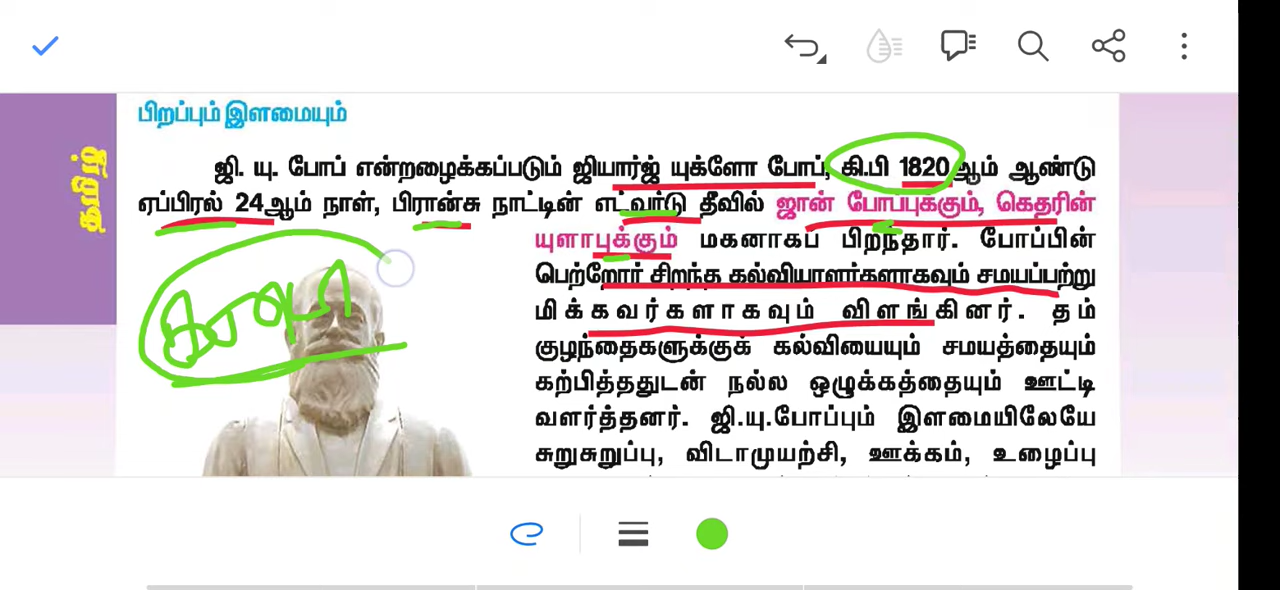 பிறப்பும் இளமையும்
தமிழ்
ஜி. யு. போப் என்றழைக்கப்படும் ஜியார்ஜ் யுக்ளோ போப், கி.பி 1820ஆம் ஆண்டு
ஏப்பிரல் 24ஆம் நாள், பிரான்சு நாட்டின் எட்வர்டு தீவில் ஜான் போப்புக்கும், கெதரின்
யுளாபுக்கும் மகனாகப் பிறந்தார். போப்பின்
பெற்றோர் சிறந்த கல்வியாளர்களாகவும் சமயப்பற்று
மிக்கவர்களாகவும் விளங்கினர். தம்
குழந்தைகளுக்குக் கல்வியையும் சமயத்தையும்
கற்பித்ததுடன் நல்ல ஒழுக்கத்தையும் ஊட்டி
வளர்த்தனர். ஜி.யு.போப்பும் இளமையிலேயே
சுறுசுறுப்பு, விடாமுயற்சி, ஊக்கம், உழைப்பு